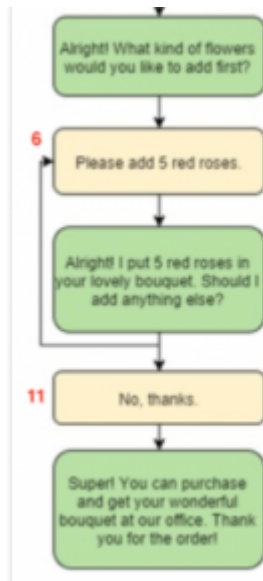 Alright! What kind of flowers
would you like to add first?
6
Please add 5 red roses.
Alright! I put 5 red roses in
your lovely bouquet. Should I
add anything else?
11
No, thanks.
Super! You can purchase
and get your wonderful
bouquet at our office. Thank
you for the order!